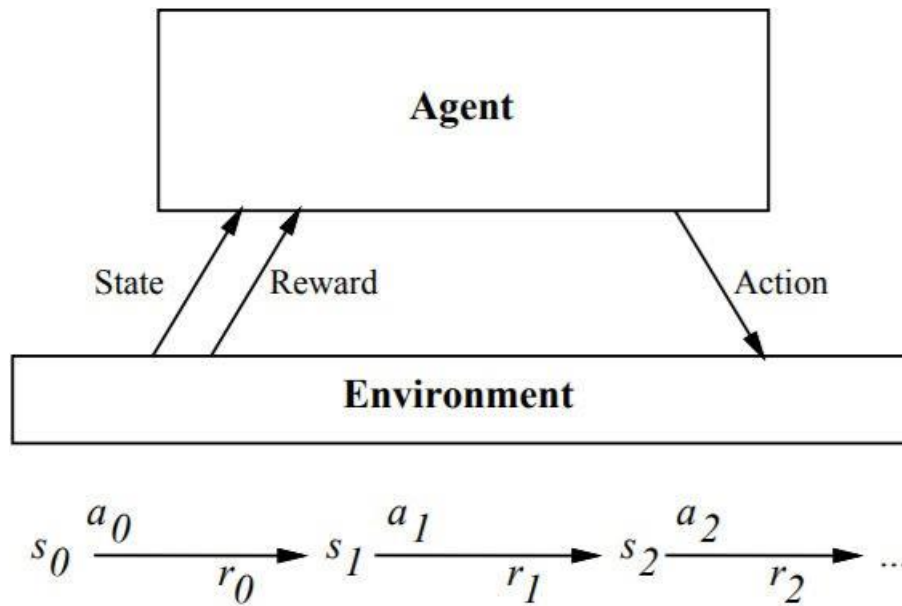 Agent
State Reward Action
Environment
a0 a1 a2
s0 s1 s2 ...
r0 r1 r2